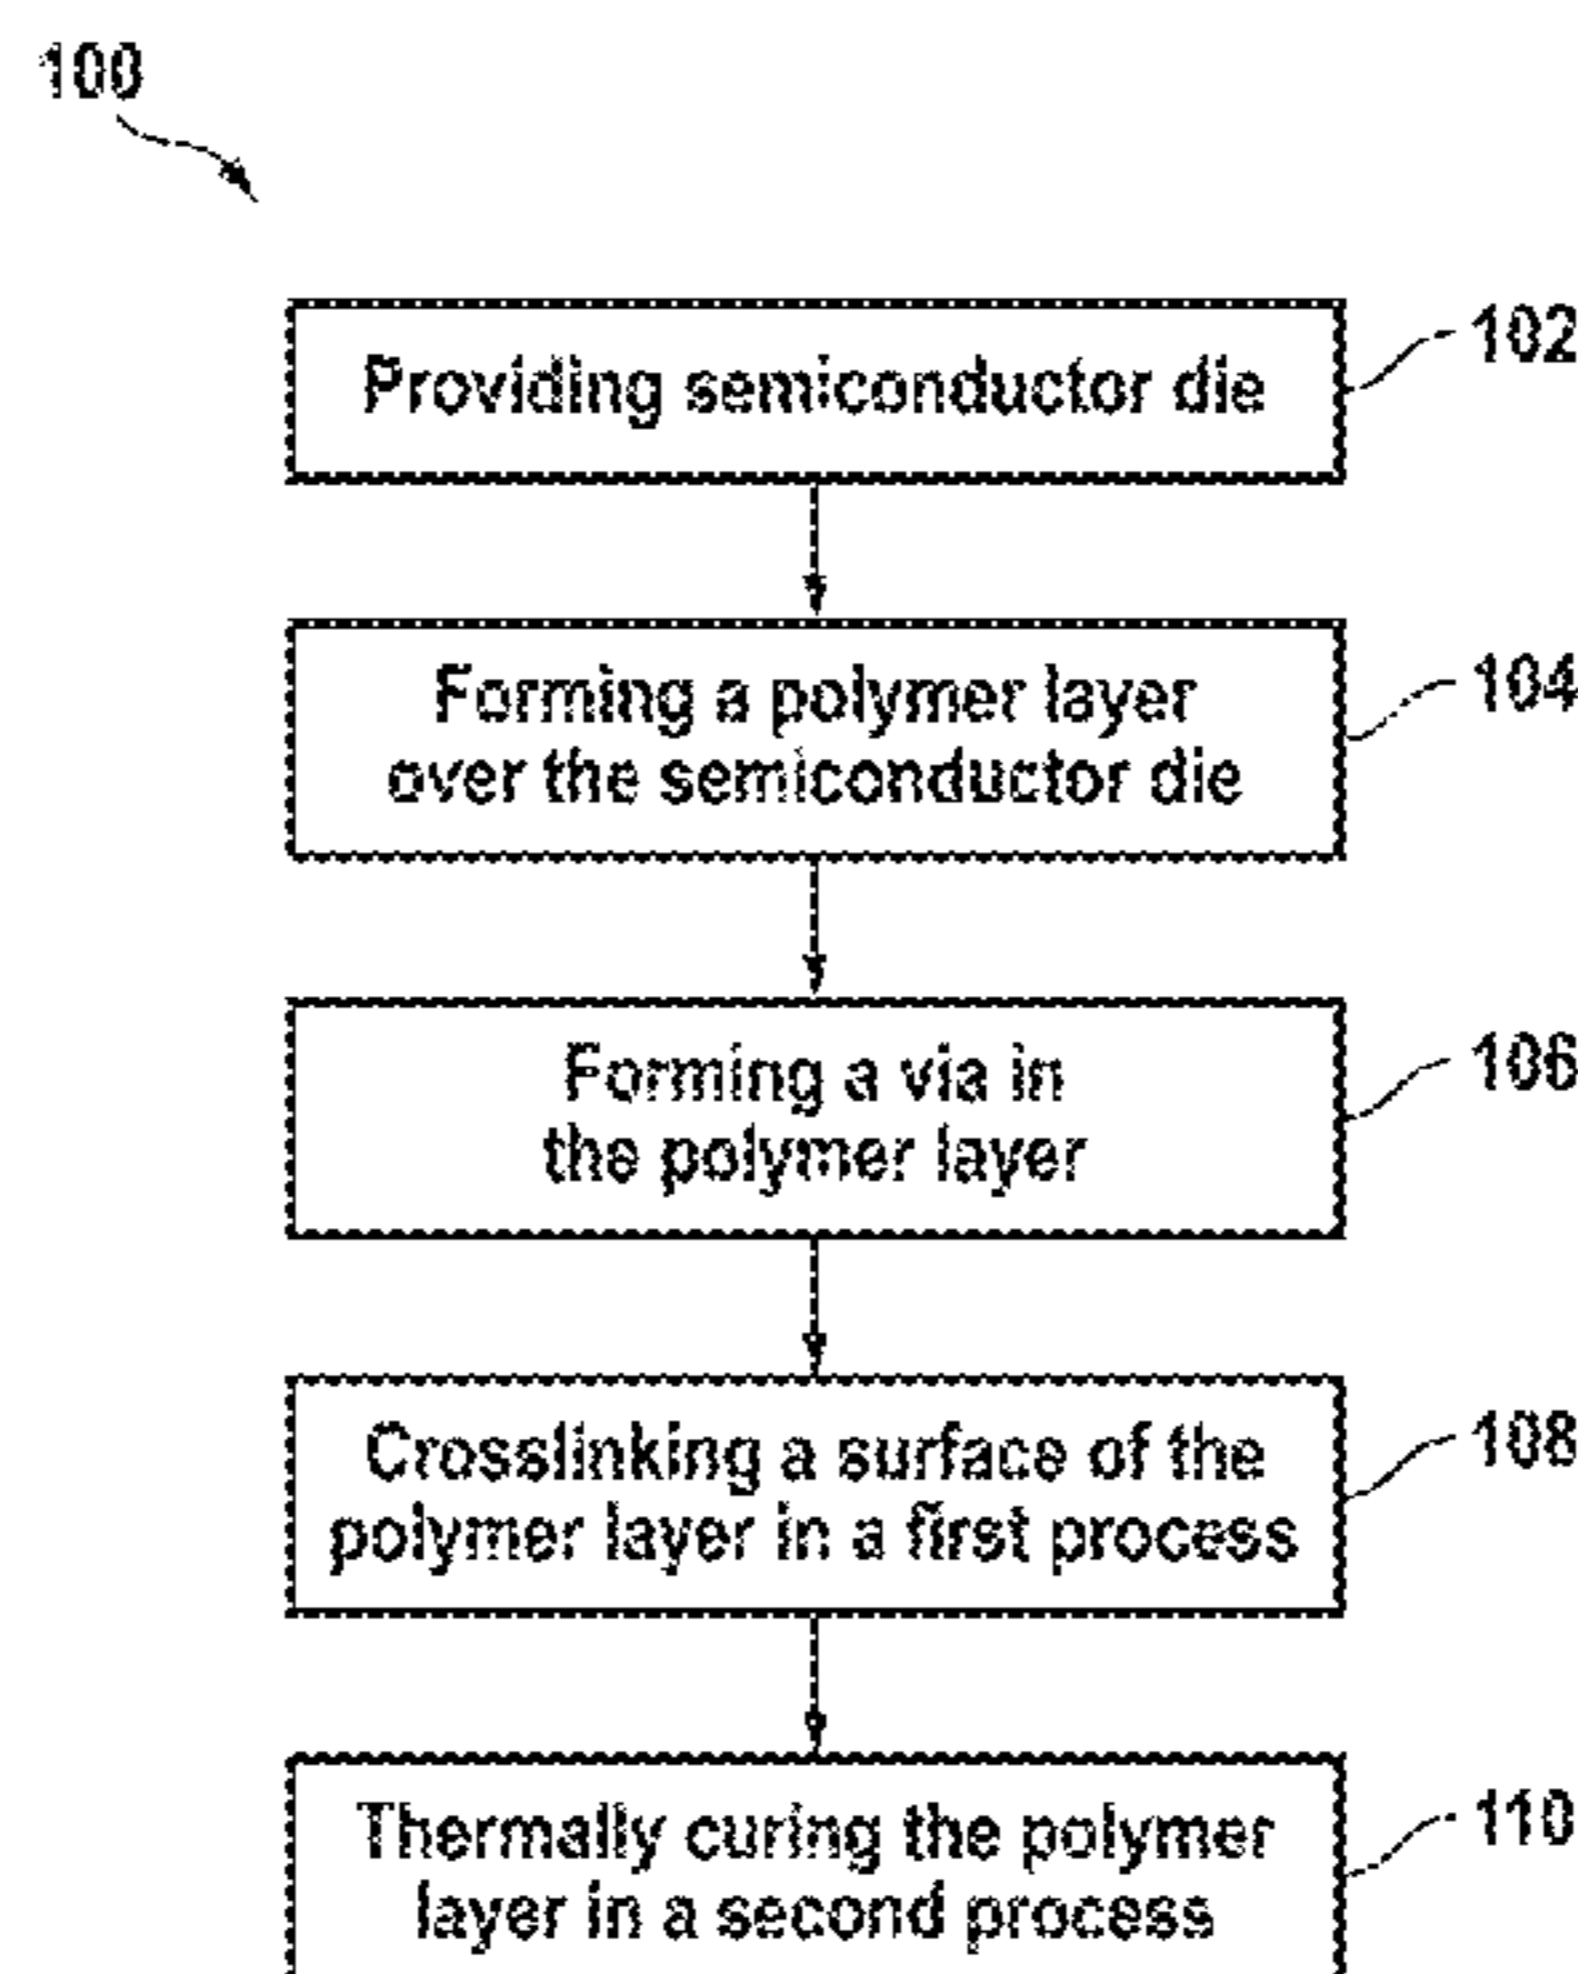 100
Providing semiconductor die
102
Forming a polymer layer
over the semiconductor die
104
Forming a via in
the polymer layer
106
Crosslinking a surface of the
polymer layer in a first process
108
Thermally curing the polymer
layer in a second process
110